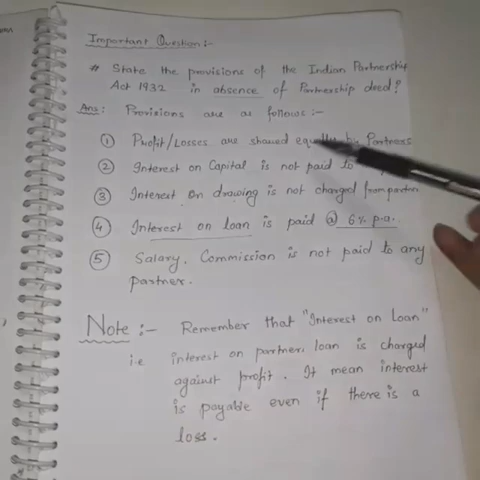 Important Question:-
# State the provisions of the Indian Partnership
Act 1932 in absence of Partnership deed?
Ans: Provisions are as follows:-
① Profit/Losses are shared equally by Partners
② Interest on Capital is not paid to
③ Interest on drawing is not charged from partner
④ Interest on loan is paid @ 6% p.a.
⑤ Salary, Commission is not paid to any
partner.
Note:- Remember that "Interest on Loan"
i.e interest on partner, loan is charged
against profit. It mean interest
is payable even if there is a
loss.